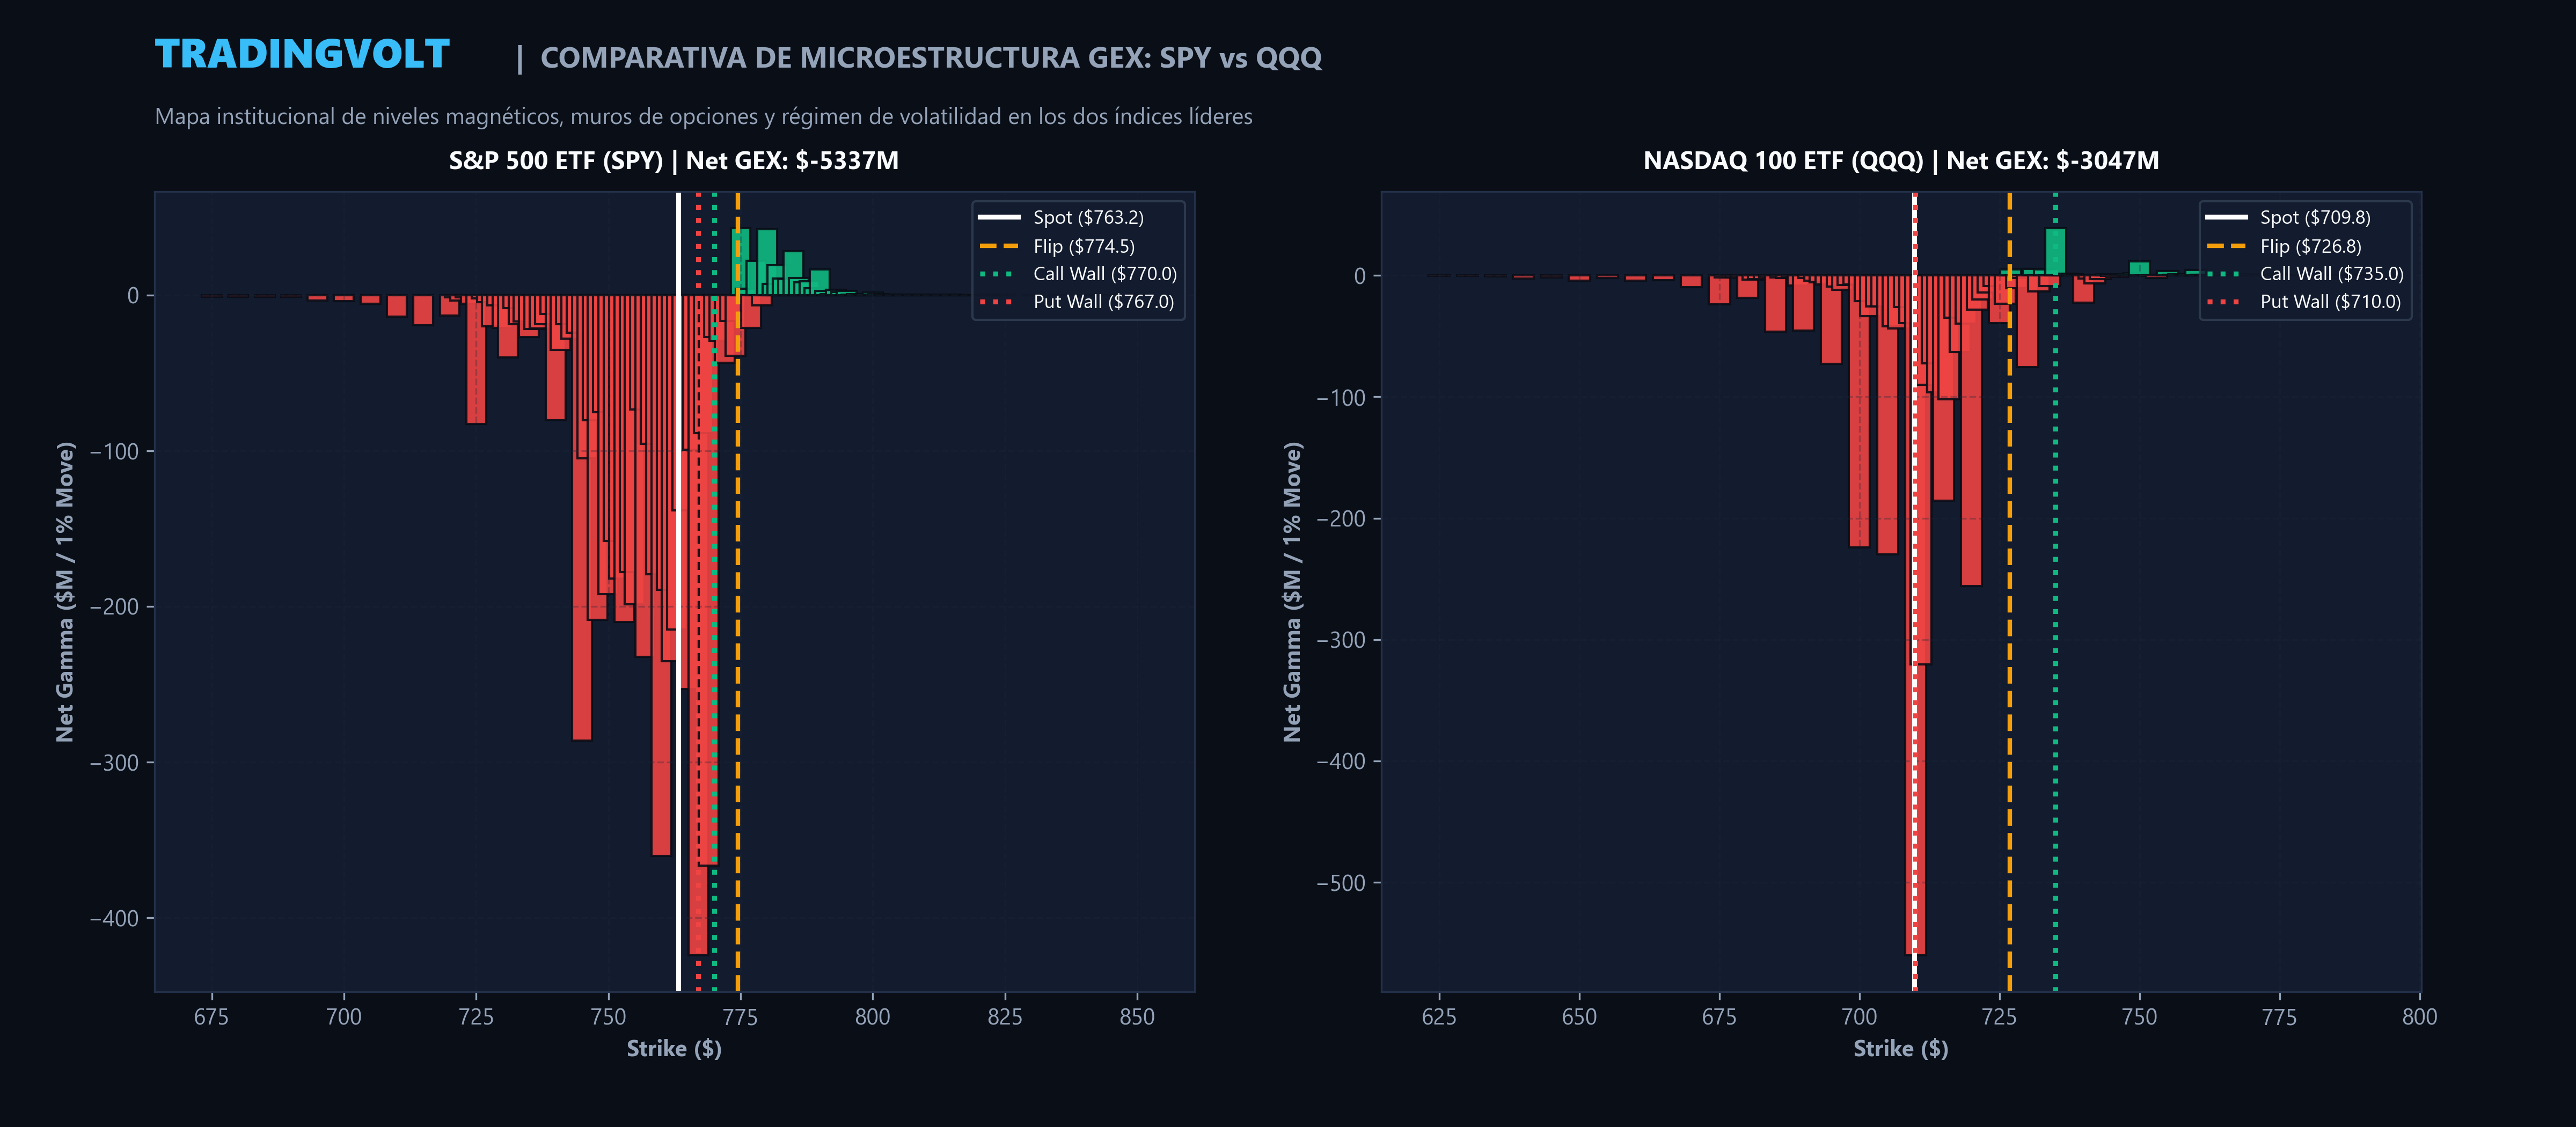 TRADINGVOLT | COMPARATIVA DE MICROESTRUCTURA GEX: SPY vs QQQ
Mapa institucional de niveles magnéticos, muros de opciones y régimen de volatilidad en los dos índices líderes
S&P 500 ETF (SPY) | Net GEX: $-5337M
Spot ($763.2)
Flip ($774.5)
Call Wall ($770.0)
Put Wall ($767.0)
Net Gamma ($M / 1% Move)
0
−100
−200
−300
−400
675 700 725 750 775 800 825 850
Strike ($)
NASDAQ 100 ETF (QQQ) | Net GEX: $-3047M
Spot ($709.8)
Flip ($726.8)
Call Wall ($735.0)
Put Wall ($710.0)
Net Gamma ($M / 1% Move)
0
−100
−200
−300
−400
−500
625 650 675 700 725 750 775 800
Strike ($)